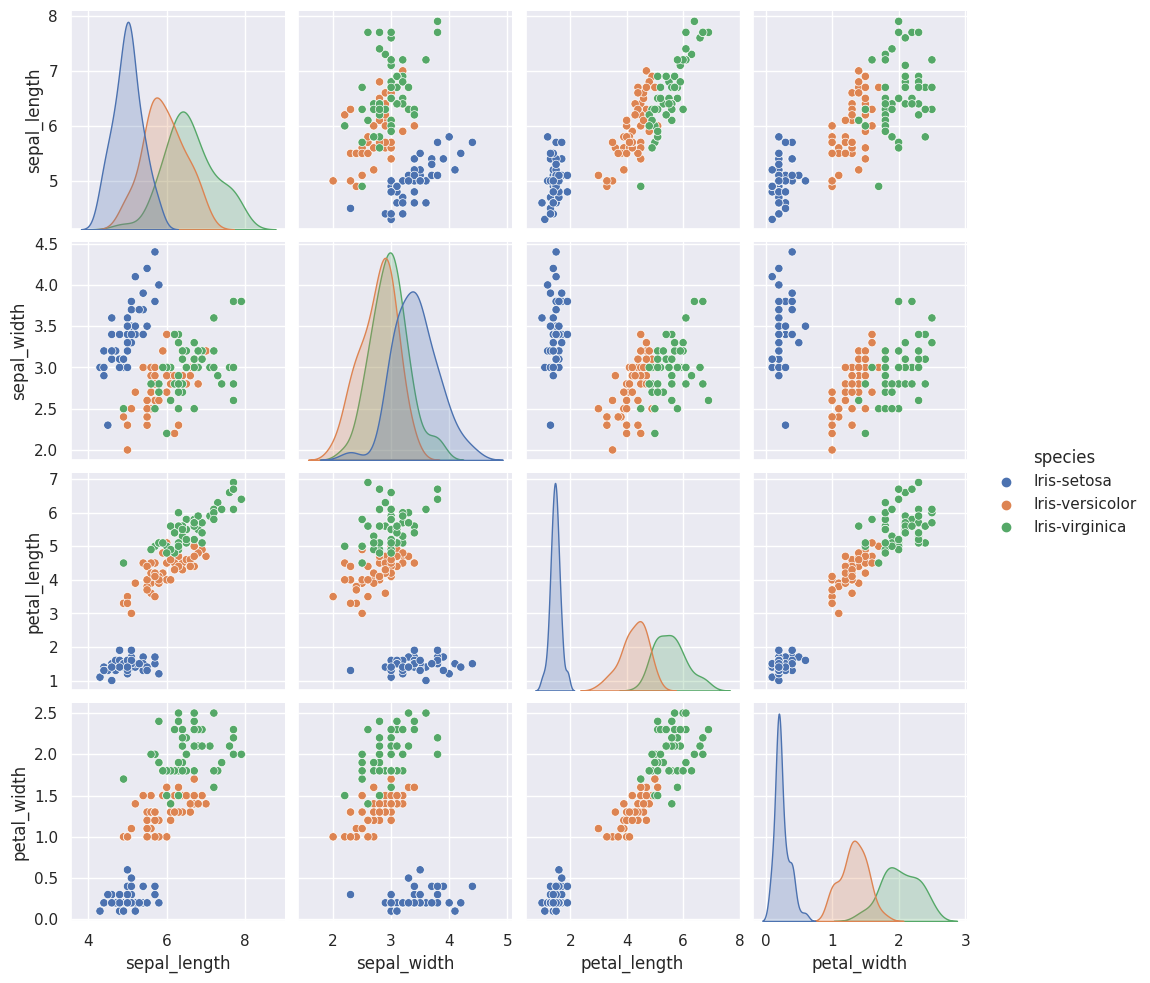 8
7
6
5
sepal_length
4.5
4.0
3.5
3.0
2.5
2.0
sepal_width
7
6
5
4
3
2
1
petal_length
2.5
2.0
1.5
1.0
0.5
0.0
petal_width
4 6 8
2 3 4 5
2 4 6 8
0 1 2 3
sepal_length
sepal_width
petal_length
petal_width
species
Iris-setosa
Iris-versicolor
Iris-virginica